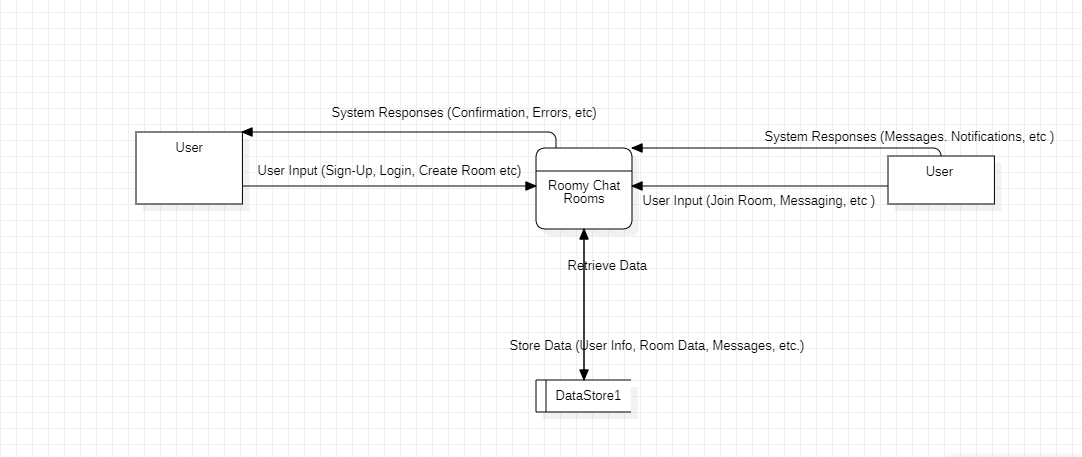 System Responses (Confirmation, Errors, etc)
System Responses (Messages. Notifications, etc )
User
User
User Input (Sign-Up, Login, Create Room etc)
Roomy Chat
Rooms
User Input (Join Room, Messaging, etc )
Retrieve Data
Store Data (User Info, Room Data, Messages, etc.)
DataStore1